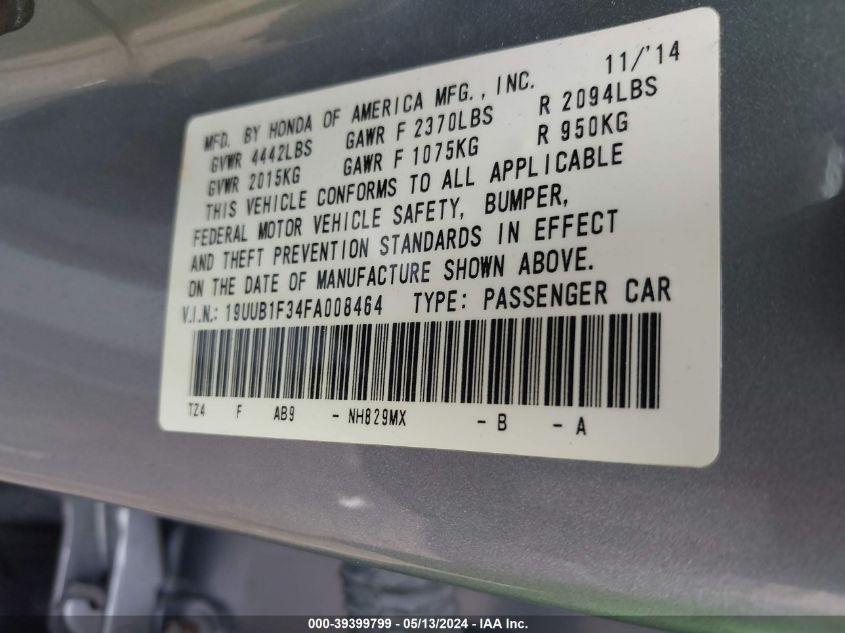 MFD. BY HONDA OF AMERICA MFG., INC. 11/'14
GVWR 4442LBS GAWR F 2370LBS R 2094LBS
GVWR 2015KG GAWR F 1075KG R 950KG
THIS VEHICLE CONFORMS TO ALL APPLICABLE
FEDERAL MOTOR VEHICLE SAFETY, BUMPER,
AND THEFT PREVENTION STANDARDS IN EFFECT
ON THE DATE OF MANUFACTURE SHOWN ABOVE.
V.I.N.: 19UUB1F34FA008464 TYPE: PASSENGER CAR
TZ4 F AB9 - NH829MX - B - A
000-39399799 - 05/13/2024 - IAA Inc.